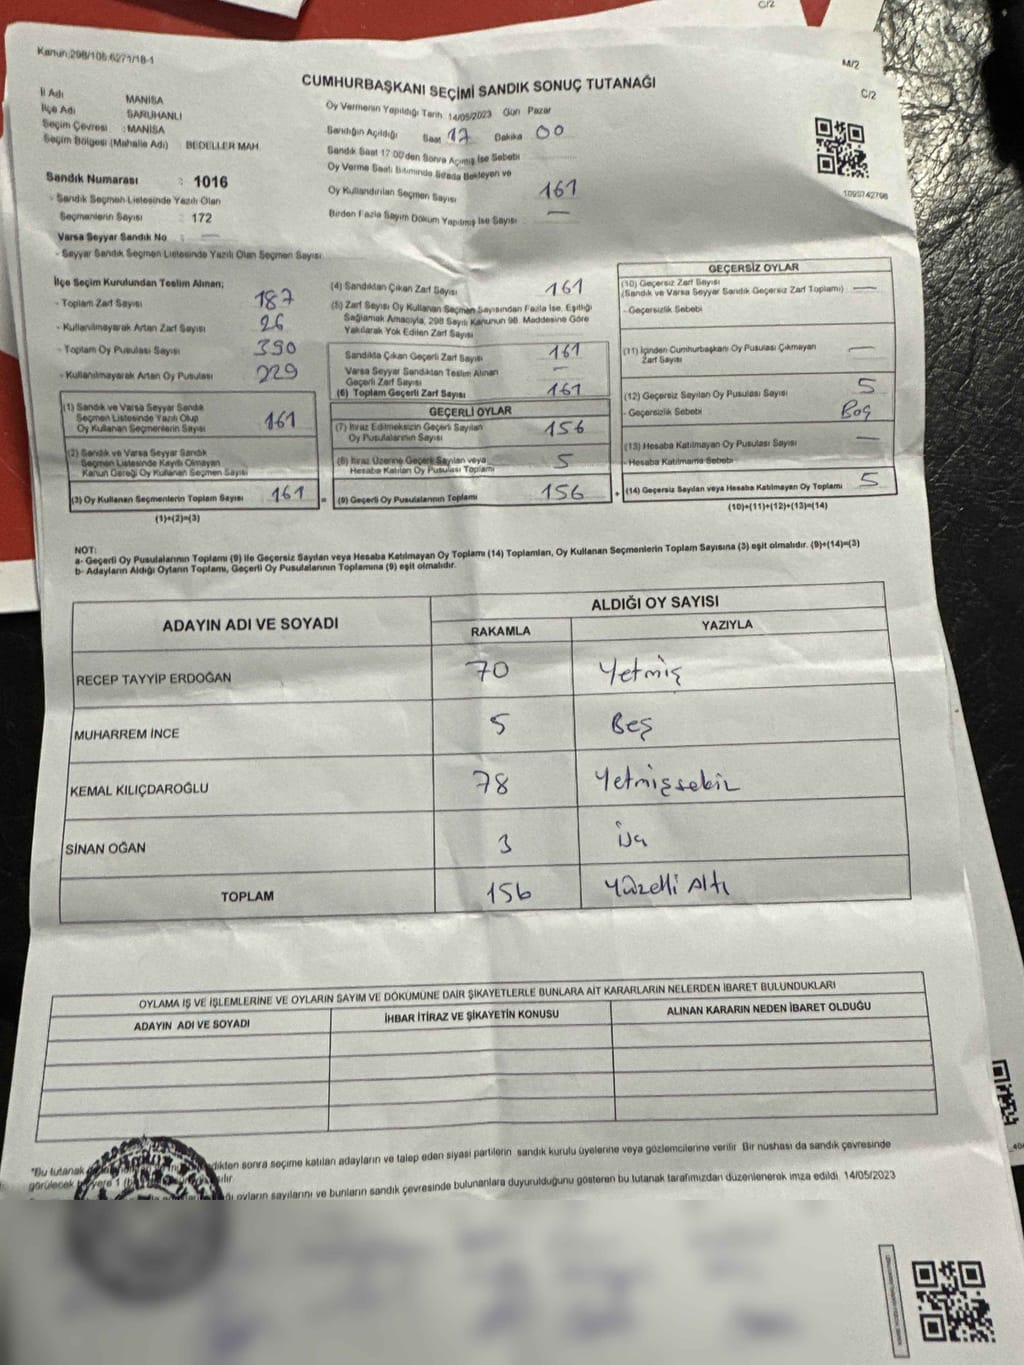 C/2
Kanun:298/105.6271/18-1
M/2
C/2
CUMHURBAŞKANI SEÇİMİ SANDIK SONUÇ TUTANAĞI
İl Adı MANİSA
İlçe Adı SARUHANLI
Seçim Çevresi : MANİSA
Seçim Bölgesi (Mahalle Adı) BEDELLER MAH.
Sandık Numarası : 1016
- Sandık Seçmen Listesinde Yazılı Olan
Seçmenlerin Sayısı : 172
Varsa Seyyar Sandık No : —
- Seyyar Sandık Seçmen Listesinde Yazılı Olan Seçmen Sayısı
Oy Vermenin Yapıldığı Tarih 14/05/2023 Gün Pazar
Sandığın Açıldığı Saat 17 Dakika 00
Sandık Saat 17:00'den Sonra Açılmış İse Sebebi
Oy Verme Saati Bitiminde Sırada Bekleyen ve
Oy Kullandırılan Seçmen Sayısı 161
Birden Fazla Sayım Döküm Yapılmış İse Sayısı —
1095742798
İlçe Seçim Kurulundan Teslim Alınan;
- Toplam Zarf Sayısı 187
- Kullanılmayarak Artan Zarf Sayısı 26
- Toplam Oy Pusulası Sayısı 390
- Kullanılmayarak Artan Oy Pusulası 229
(1) Sandık ve Varsa Seyyar Sandık
Seçmen Listesinde Yazılı Olup
Oy Kullanan Seçmenlerin Sayısı 161
(2) Sandık ve Varsa Seyyar Sandık
Seçmen Listesinde Kayıtlı Olmayan
Kanun Gereği Oy Kullanan Seçmen Sayısı
(3) Oy Kullanan Seçmenlerin Toplam Sayısı 161 =
(1)+(2)=(3)
(4) Sandıktan Çıkan Zarf Sayısı 161
(5) Zarf Sayısı Oy Kullanan Seçmen Sayısından Fazla İse, Eşitliği
Sağlamak Amacıyla, 298 Sayılı Kanunun 98. Maddesine Göre
Yakılarak Yok Edilen Zarf Sayısı
Sandıkta Çıkan Geçerli Zarf Sayısı 161
Varsa Seyyar Sandıktan Teslim Alınan
Geçerli Zarf Sayısı —
(6) Toplam Geçerli Zarf Sayısı 161
GEÇERLİ OYLAR
(7) İtiraz Edilmeksizin Geçerli Sayılan
Oy Pusulalarının Sayısı 156
(8) İtiraz Üzerine Geçerli Sayılan veya
Hesaba Katılan Oy Pusulası Toplamı 5
(9) Geçerli Oy Pusulalarının Toplamı 156 +
GEÇERSİZ OYLAR
(10) Geçersiz Zarf Sayısı
(Sandık ve Varsa Seyyar Sandık Geçersiz Zarf Toplamı) —
- Geçersizlik Sebebi
(11) İçinden Cumhurbaşkanı Oy Pusulası Çıkmayan
Zarf Sayısı —
(12) Geçersiz Sayılan Oy Pusulası Sayısı 5
- Geçersizlik Sebebi Boş
(13) Hesaba Katılmayan Oy Pusulası Sayısı —
- Hesaba Katılmama Sebebi
(14) Geçersiz Sayılan veya Hesaba Katılmayan Oy Toplamı 5
(10)+(11)+(12)+(13)=(14)
NOT:
a- Geçerli Oy Pusulalarının Toplamı (9) ile Geçersiz Sayılan veya Hesaba Katılmayan Oy Toplamı (14) Toplamları, Oy Kullanan Seçmenlerin Toplam Sayısına (3) eşit olmalıdır. (9)+(14)=(3)
b- Adayların Aldığı Oyların Toplamı, Geçerli Oy Pusulalarının Toplamına (9) eşit olmalıdır.
ADAYIN ADI VE SOYADI ALDIĞI OY SAYISI
RAKAMLA YAZIYLA
RECEP TAYYİP ERDOĞAN 70 Yetmiş
MUHARREM İNCE 5 Beş
KEMAL KILIÇDAROĞLU 78 Yetmişsekiz
SİNAN OĞAN 3 üç
TOPLAM 156 Yüzelli Altı
OYLAMA İŞ VE İŞLEMLERİNE VE OYLARIN SAYIM VE DÖKÜMÜNE DAİR ŞİKAYETLERLE BUNLARA AİT KARARLARIN NELERDEN İBARET BULUNDUKLARI
ADAYIN ADI VE SOYADI İHBAR İTİRAZ VE ŞİKAYETİN KONUSU ALINAN KARARIN NEDEN İBARET OLDUĞU
*Bu tutanak dikten sonra seçime katılan adayların ve talep eden siyasi partilerin sandık kurulu üyelerine veya gözlemcilerine verilir. Bir nüshası da sandık çevresinde
görülecek yere 1
oyların sayılarını ve bunların sandık çevresinde bulunanlara duyurulduğunu gösteren bu tutanak tarafımızdan düzenlenerek imza edildi. 14/05/2023